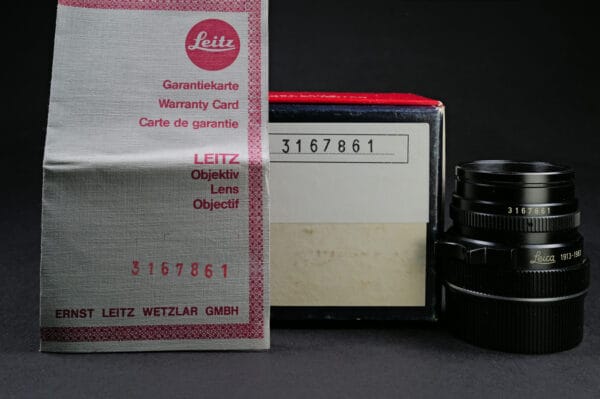 Leitz
Garantiekarte
Warranty Card
Carte de garantie
LEITZ
Objektiv
Lens
Objectif
3167861
ERNST LEITZ WETZLAR GMBH
3167861
3167861
Leica 1913-1983